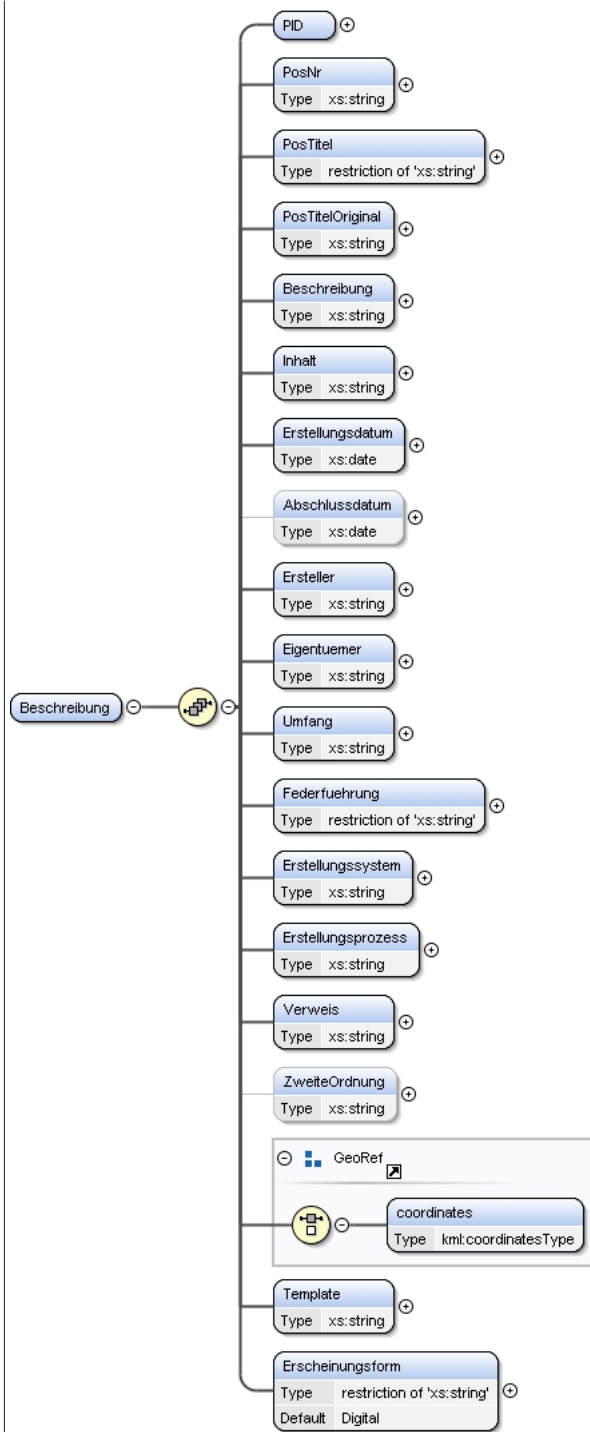 PID
PosNr
Type xs:string
PosTitel
Type restriction of 'xs:string'
PosTitelOriginal
Type xs:string
Beschreibung
Type xs:string
Inhalt
Type xs:string
Erstellungsdatum
Type xs:date
Abschlussdatum
Type xs:date
Ersteller
Type xs:string
Eigentuemer
Type xs:string
Beschreibung
Umfang
Type xs:string
Federfuehrung
Type restriction of 'xs:string'
Erstellungssystem
Type xs:string
Erstellungsprozess
Type xs:string
Verweis
Type xs:string
ZweiteOrdnung
Type xs:string
GeoRef
coordinates
Type kml:coordinatesType
Template
Type xs:string
Erscheinungsform
Type restriction of 'xs:string'
Default Digital